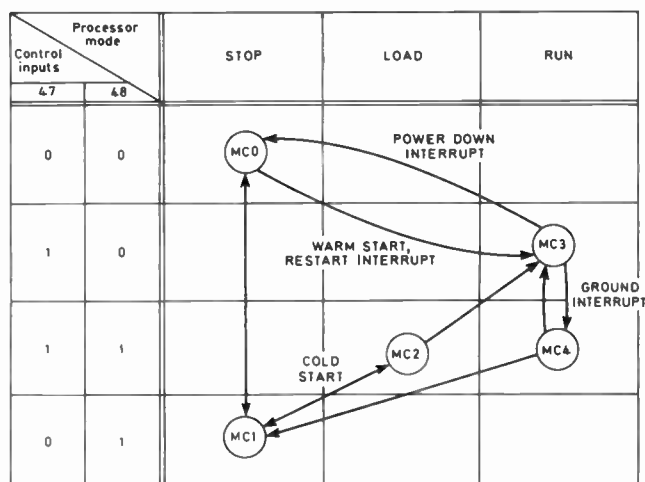 Processor
mode
Control
inputs
47 48
STOP LOAD RUN
0 0
MC0
POWER DOWN
INTERRUPT
1 0
WARM START,
RESTART INTERRUPT
MC3
GROUND
INTERRUPT
1 1
COLD
START
MC2
MC4
0 1
MC1